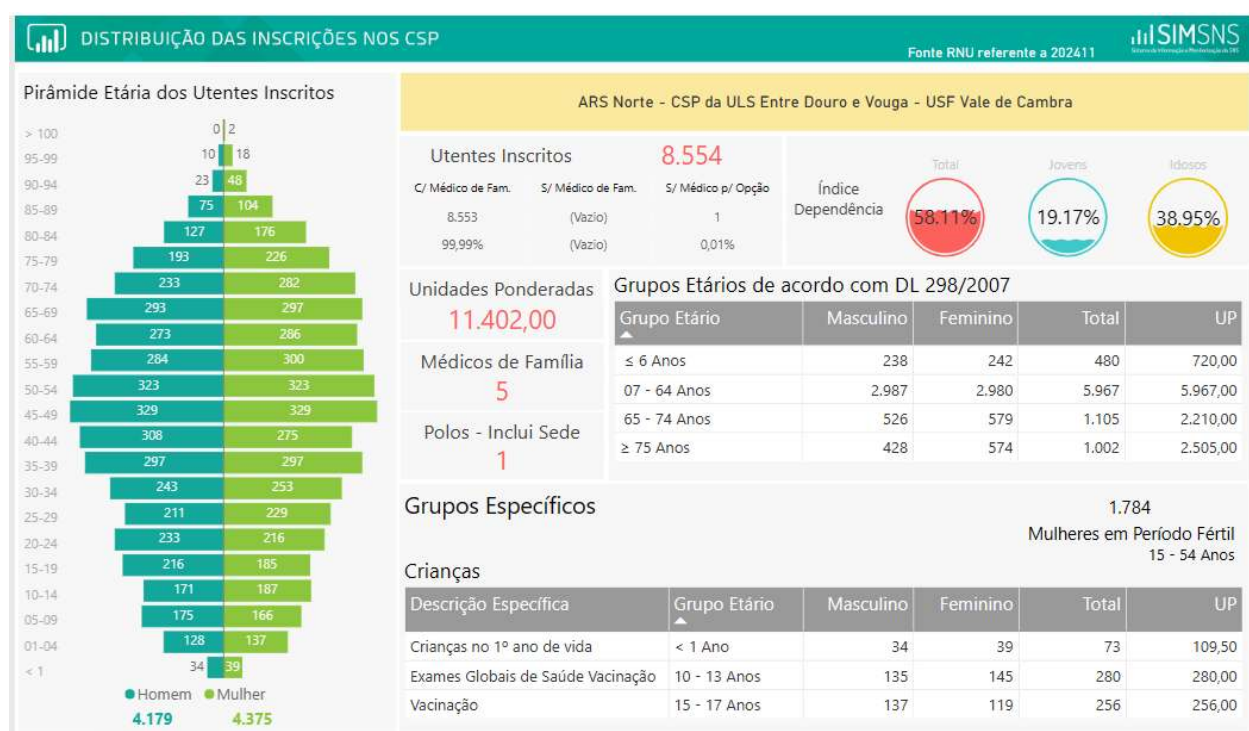 DISTRIBUIÇÃO DAS INSCRIÇÕES NOS CSP
Fonte RNU referente a 202411
SIMSNS
Pirâmide Etária dos Utentes Inscritos
> 100 0 2
95-99 10 18
90-94 23 48
85-89 75 104
80-84 127 176
75-79 193 226
70-74 233 282
65-69 293 297
60-64 273 286
55-59 284 300
50-54 323 323
45-49 329 329
40-44 308 275
35-39 297 297
30-34 243 253
25-29 211 229
20-24 233 216
15-19 216 185
10-14 171 187
05-09 175 166
01-04 128 137
< 1 34 39
Homem Mulher
4.179 4.375
ARS Norte - CSP da ULS Entre Douro e Vouga - USF Vale de Cambra
Utentes Inscritos 8.554
C/ Médico de Fam. S/ Médico de Fam. S/ Médico p/ Opção
8.553 (Vazio) 1
99,99% (Vazio) 0,01%
Índice
Dependência
Total Jovens Idosos
58.11% 19.17% 38.95%
Unidades Ponderadas
11.402,00
Médicos de Família
5
Polos - Inclui Sede
1
Grupos Etários de acordo com DL 298/2007
Grupo Etário Masculino Feminino Total UP
≤ 6 Anos 238 242 480 720,00
07 - 64 Anos 2.987 2.980 5.967 5.967,00
65 - 74 Anos 526 579 1.105 2.210,00
≥ 75 Anos 428 574 1.002 2.505,00
Grupos Específicos
1.784
Mulheres em Período Fértil
15 - 54 Anos
Crianças
Descrição Específica Grupo Etário Masculino Feminino Total UP
Crianças no 1º ano de vida < 1 Ano 34 39 73 109,50
Exames Globais de Saúde Vacinação 10 - 13 Anos 135 145 280 280,00
Vacinação 15 - 17 Anos 137 119 256 256,00